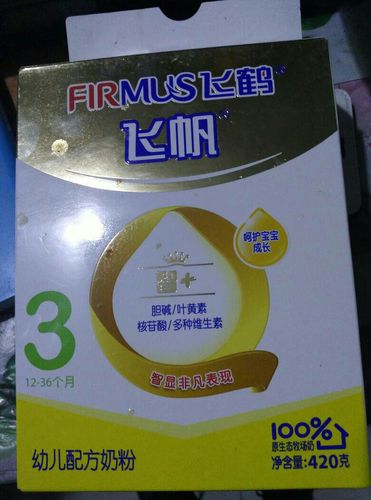 FIRMUS飞鹤
飞帆
呵护宝宝
成长
智+
胆碱/叶黄素
核苷酸/多种维生素
智显非凡表现
3
12-36个月
幼儿配方奶粉
100%
原生态牧场奶
净含量:420克